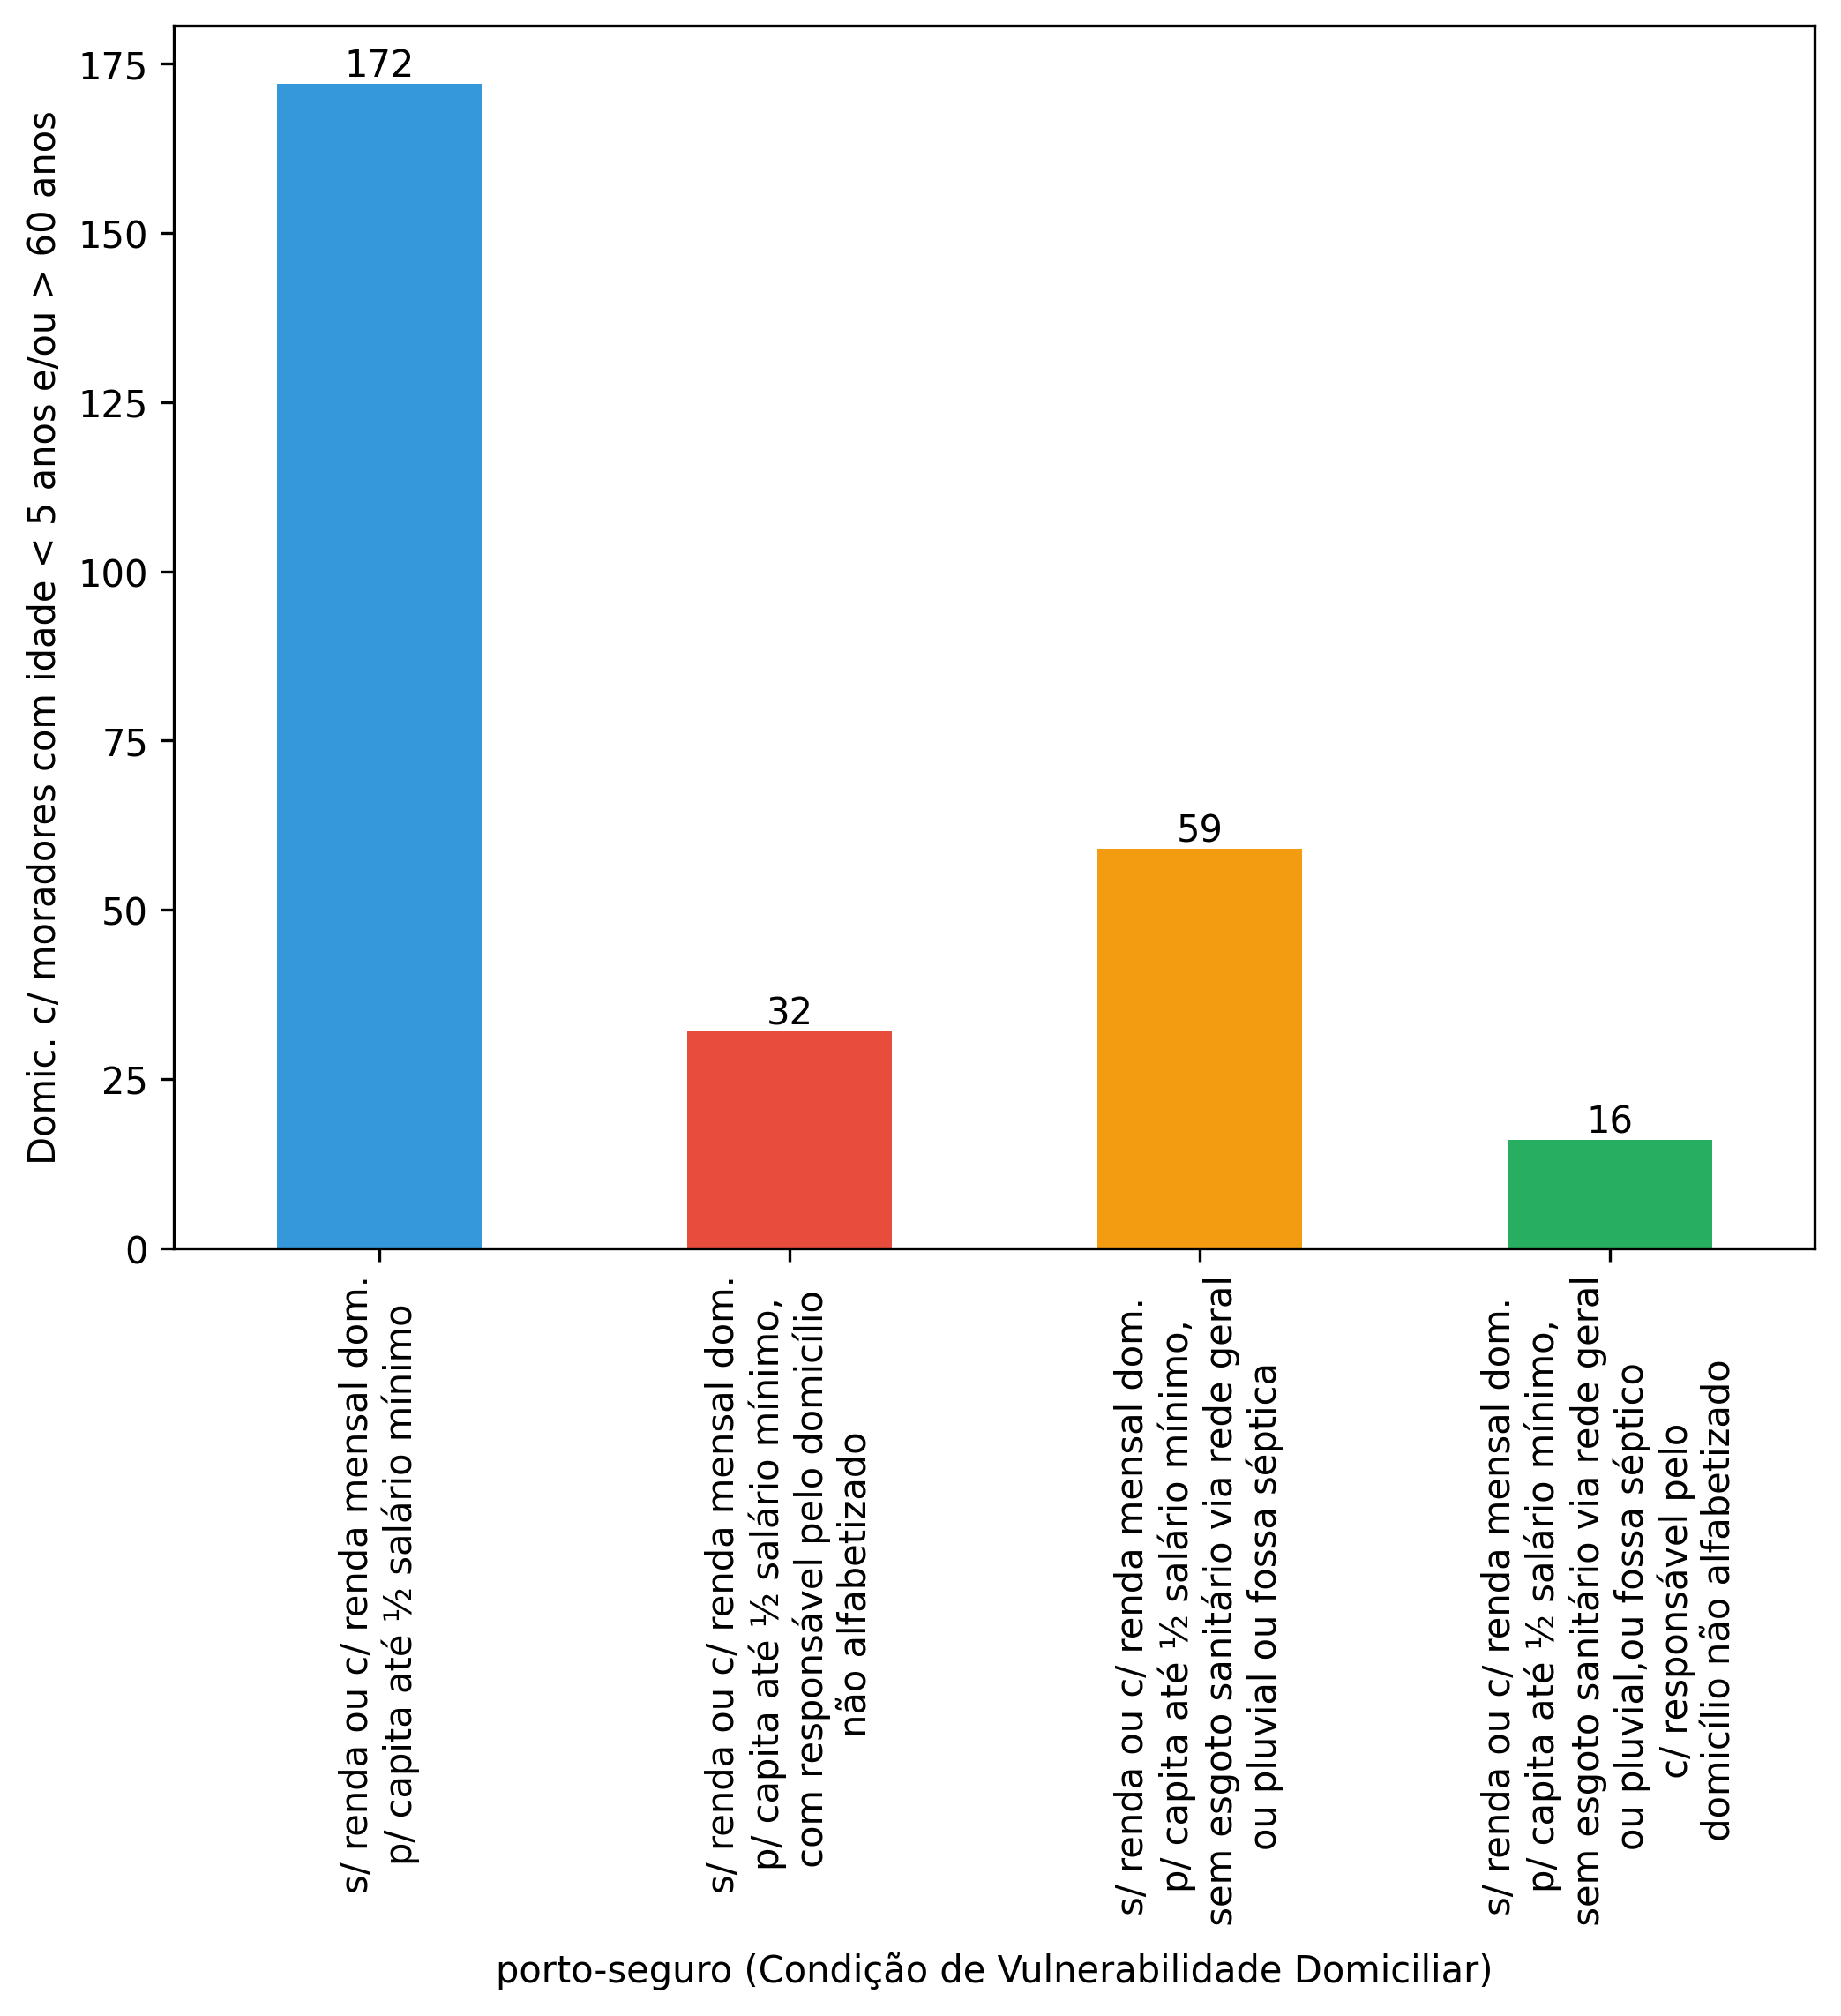 Domic. c/ moradores com idade < 5 anos e/ou > 60 anos
175
150
125
100
75
50
25
0
172
32
59
16
s/ renda ou c/ renda mensal dom.
p/ capita até ½ salário mínimo
s/ renda ou c/ renda mensal dom.
p/ capita até ½ salário mínimo,
com responsável pelo domicílio
não alfabetizado
s/ renda ou c/ renda mensal dom.
p/ capita até ½ salário mínimo,
sem esgoto sanitário via rede geral
ou pluvial ou fossa séptica
s/ renda ou c/ renda mensal dom.
p/ capita até ½ salário mínimo,
sem esgoto sanitário via rede geral
ou pluvial,ou fossa séptico
c/ responsável pelo
domicílio não alfabetizado
porto-seguro (Condição de Vulnerabilidade Domiciliar)